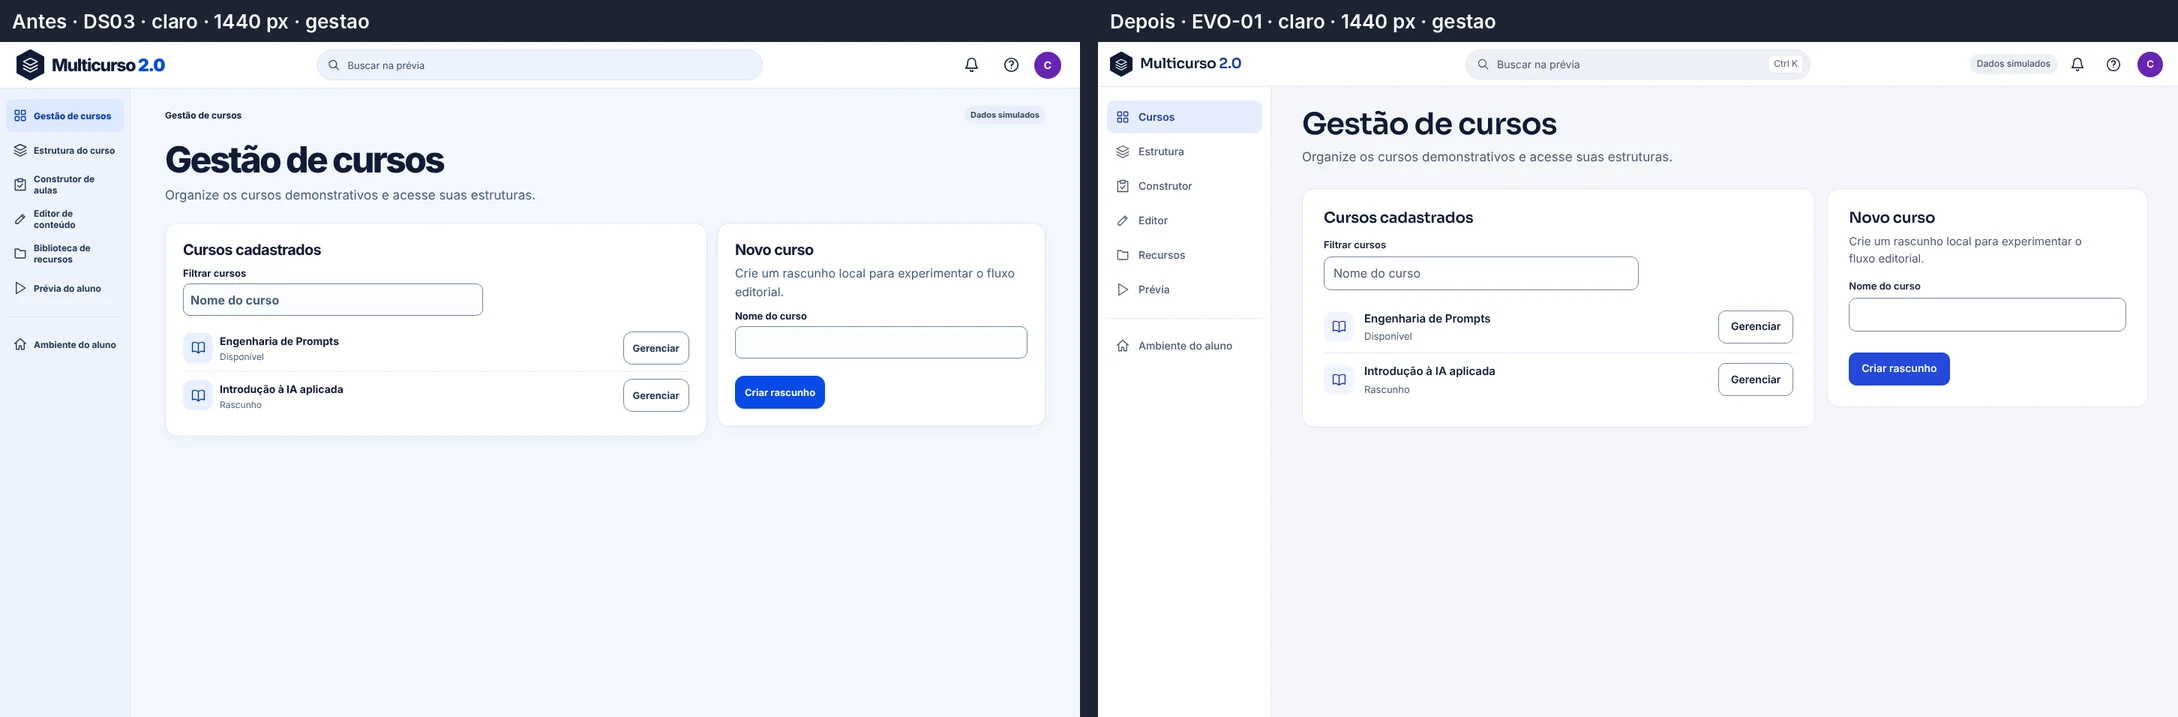 Antes · DS03 · claro · 1440 px · gestao
Multicurso 2.0
Buscar na prévia
C
Gestão de cursos
Estrutura do curso
Construtor de
aulas
Editor de
conteúdo
Biblioteca de
recursos
Prévia do aluno
Ambiente do aluno
Gestão de cursos
Dados simulados
Gestão de cursos
Organize os cursos demonstrativos e acesse suas estruturas.
Cursos cadastrados
Filtrar cursos
Nome do curso
Engenharia de Prompts
Disponível
Gerenciar
Introdução à IA aplicada
Rascunho
Gerenciar
Novo curso
Crie um rascunho local para experimentar o fluxo
editorial.
Nome do curso
Criar rascunho
Depois · EVO-01 · claro · 1440 px · gestao
Multicurso 2.0
Buscar na prévia
Ctrl K
Dados simulados
C
Cursos
Estrutura
Construtor
Editor
Recursos
Prévia
Ambiente do aluno
Gestão de cursos
Organize os cursos demonstrativos e acesse suas estruturas.
Cursos cadastrados
Filtrar cursos
Nome do curso
Engenharia de Prompts
Disponível
Gerenciar
Introdução à IA aplicada
Rascunho
Gerenciar
Novo curso
Crie um rascunho local para experimentar o
fluxo editorial.
Nome do curso
Criar rascunho